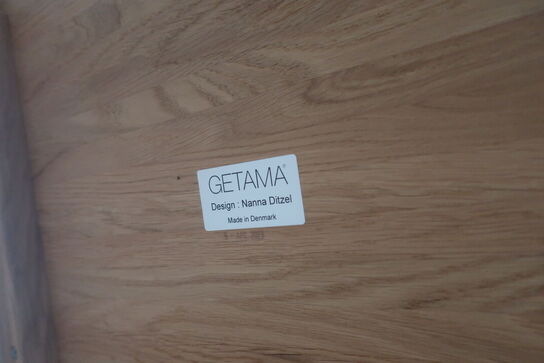 GETAMA®
Design : Nanna Ditzel
Made in Denmark